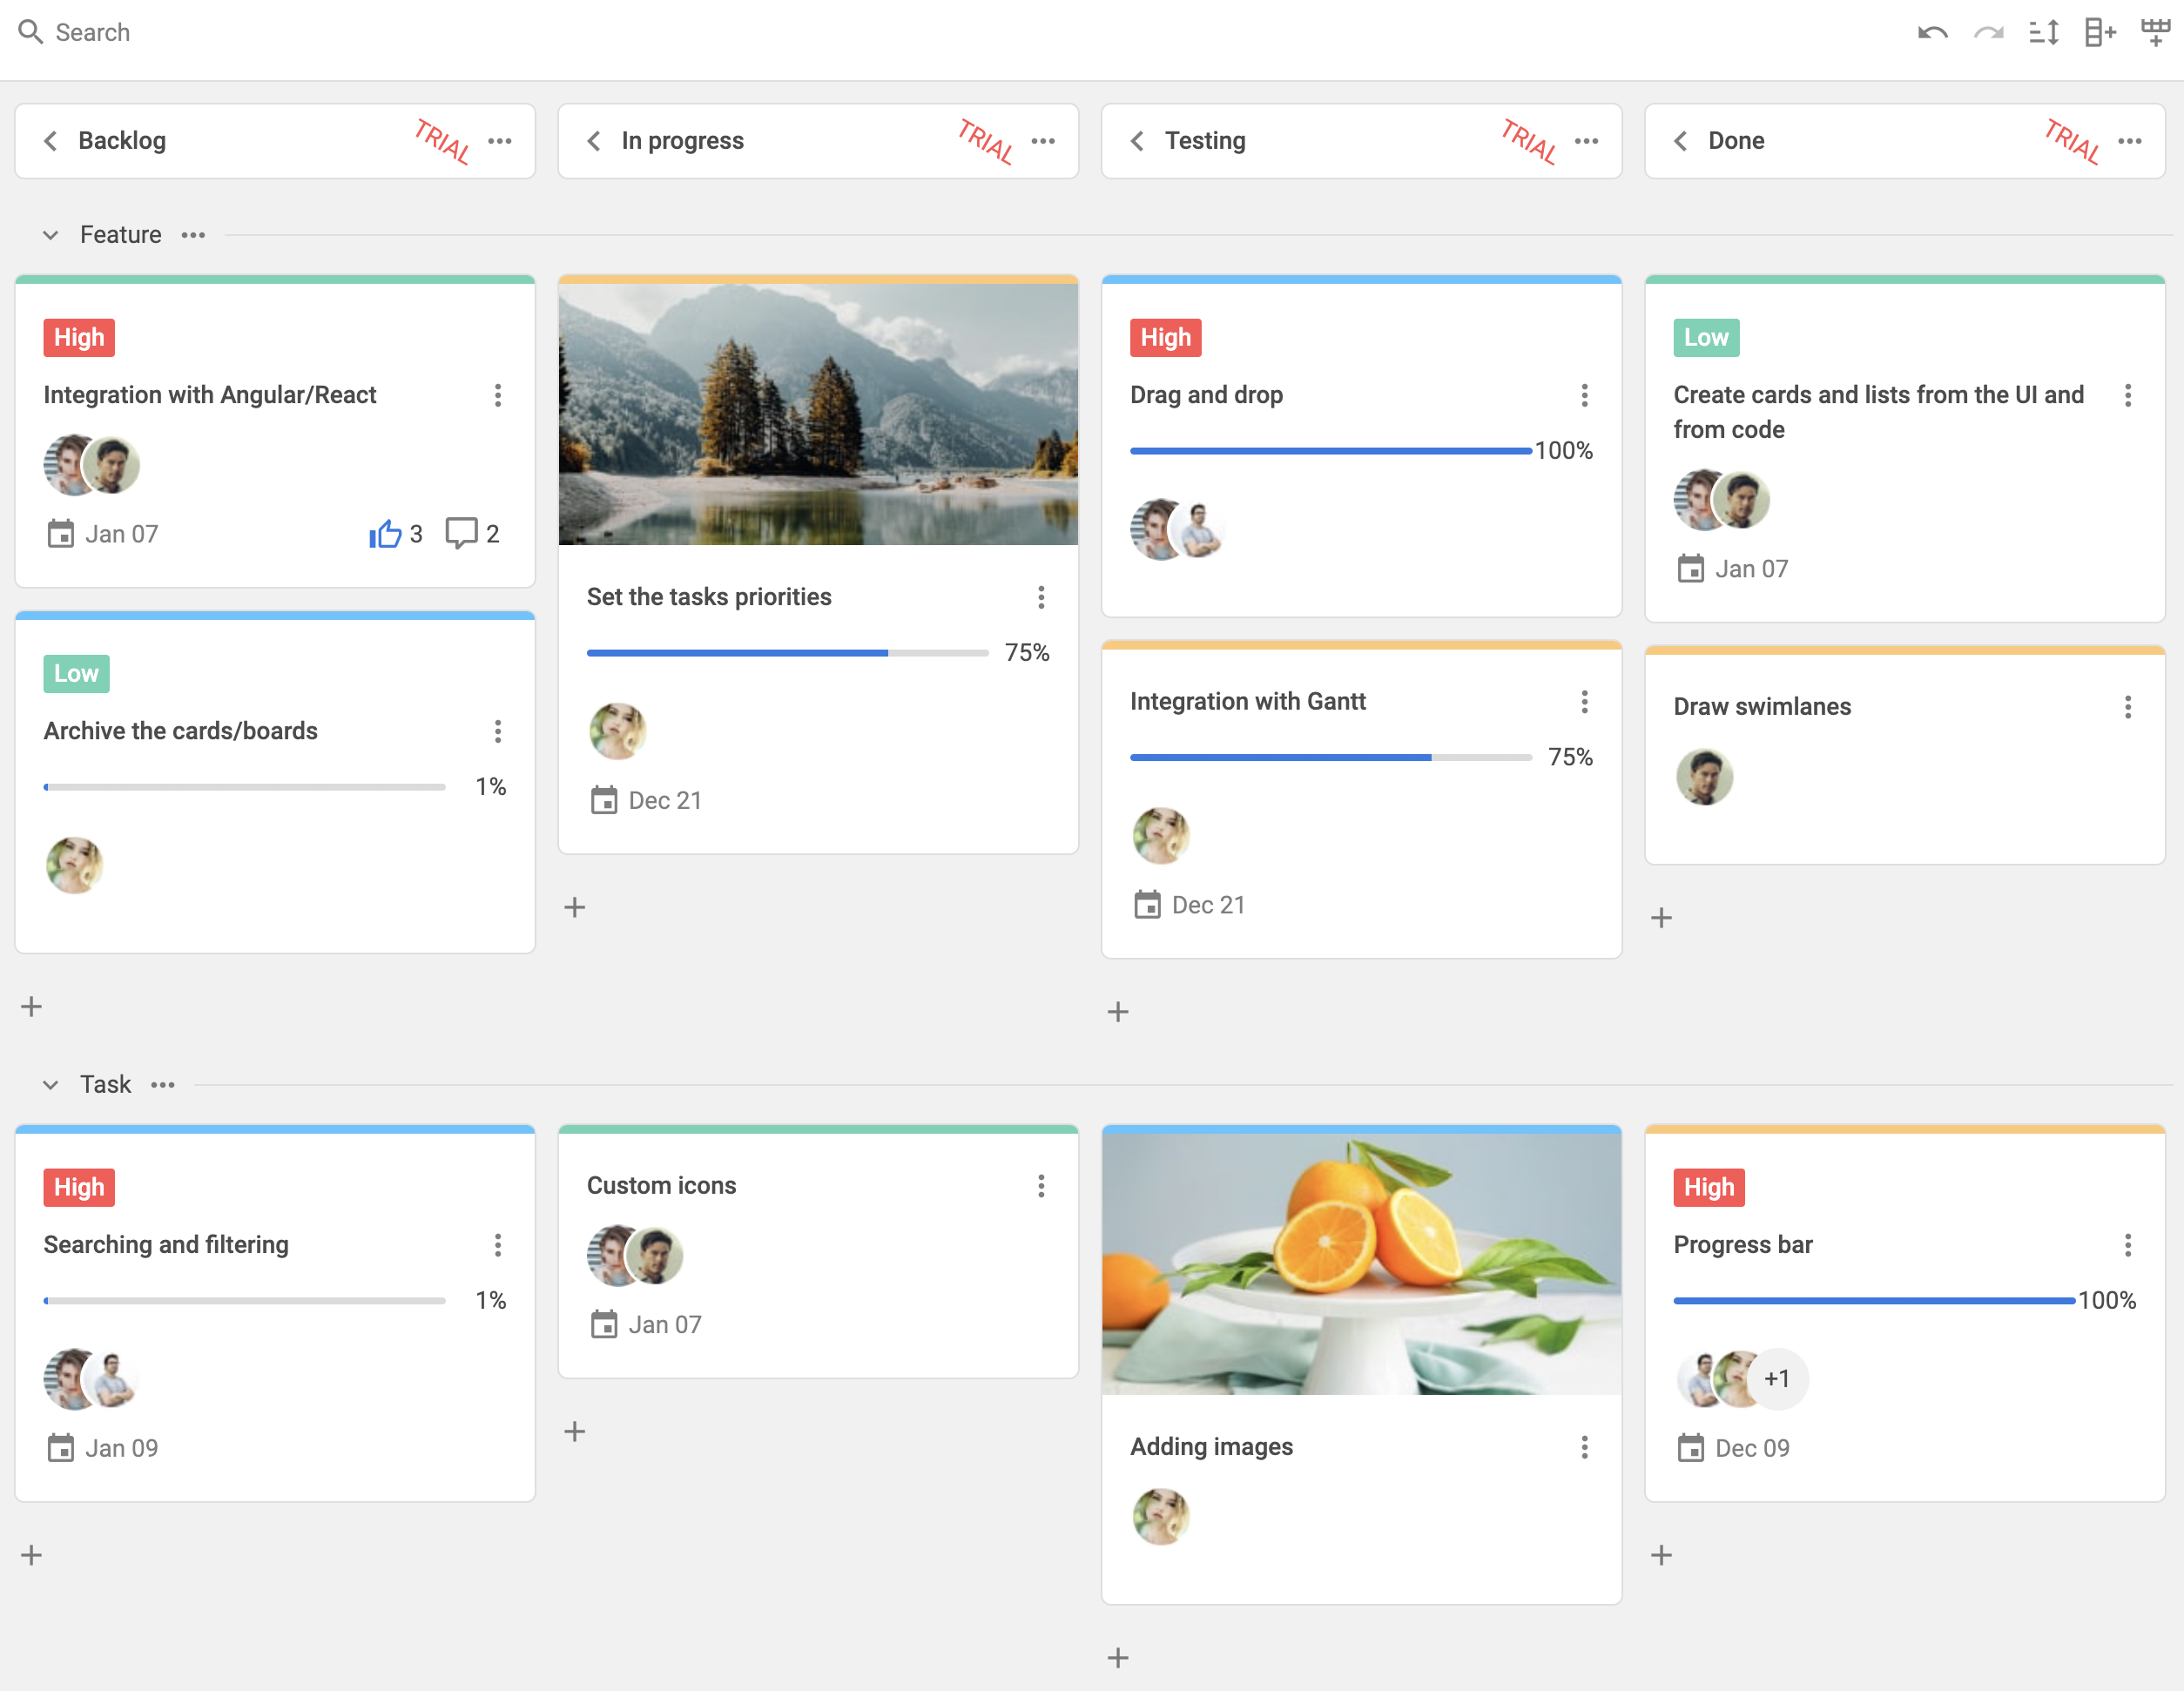 Search
Backlog
TRIAL
In progress
TRIAL
Testing
TRIAL
Done
TRIAL
Feature
High
Integration with Angular/React
Jan 07
3
2
Low
Archive the cards/boards
1%
Set the tasks priorities
75%
Dec 21
High
Drag and drop
100%
Integration with Gantt
75%
Dec 21
Low
Create cards and lists from the UI and
from code
Jan 07
Draw swimlanes
Task
High
Searching and filtering
1%
Jan 09
Custom icons
Jan 07
Adding images
High
Progress bar
100%
+1
Dec 09